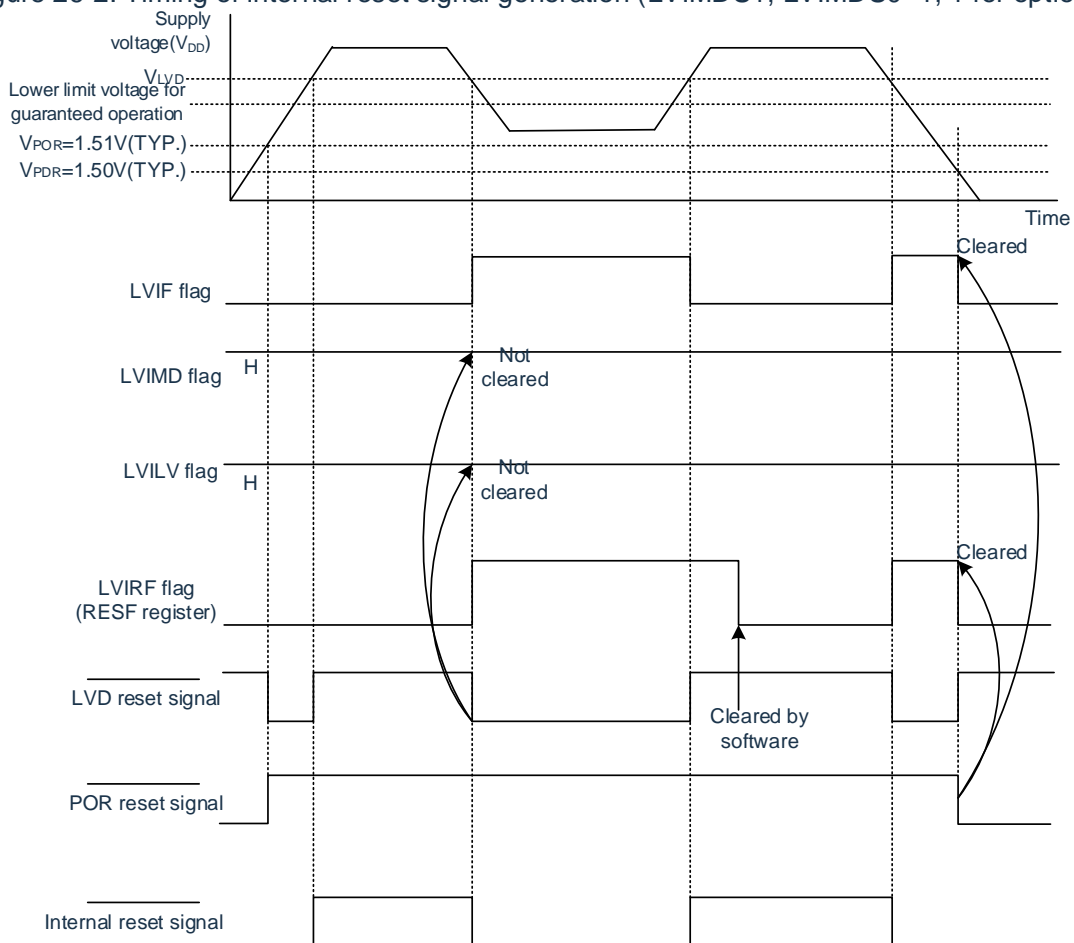 Supply
voltage(VDD)
VLVD
Lower limit voltage for
guaranteed operation
VPOR=1.51V(TYP.)
VPDR=1.50V(TYP.)
Time
Cleared
LVIF flag
H
Not
cleared
LVIMD flag
LVILV flag
H
Not
cleared
Cleared
LVIRF flag
(RESF register)
LVD reset signal
Cleared by
software
POR reset signal
Internal reset signal